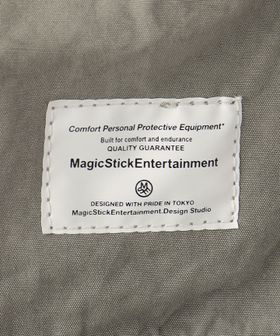 Comfort Personal Protective Equipment*
Built for comfort and endurance
QUALITY GUARANTEE
MagicStickEntertainment
DESIGNED WITH PRIDE IN TOKYO
MagicStickEntertainment.Design Studio